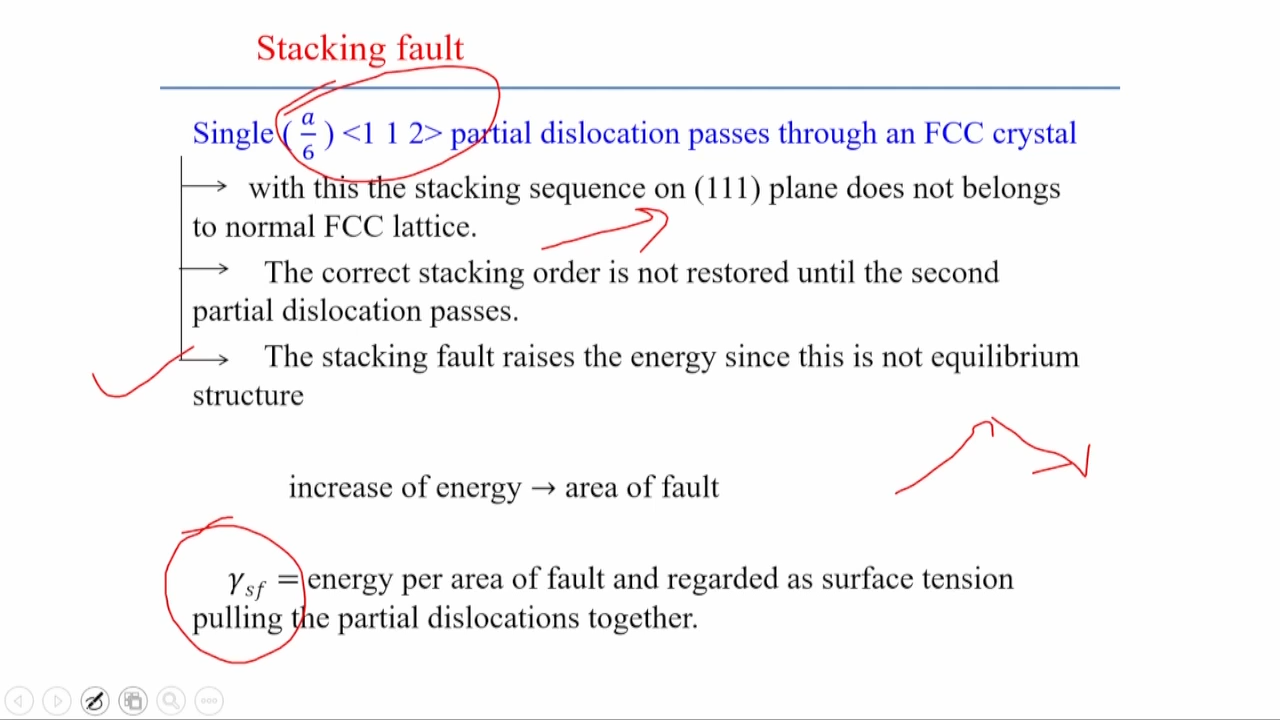 Stacking fault
Single (a/6) <1 1 2> partial dislocation passes through an FCC crystal
with this the stacking sequence on (111) plane does not belongs
to normal FCC lattice.
The correct stacking order is not restored until the second
partial dislocation passes.
The stacking fault raises the energy since this is not equilibrium
structure
increase of energy → area of fault
γsf = energy per area of fault and regarded as surface tension
pulling the partial dislocations together.